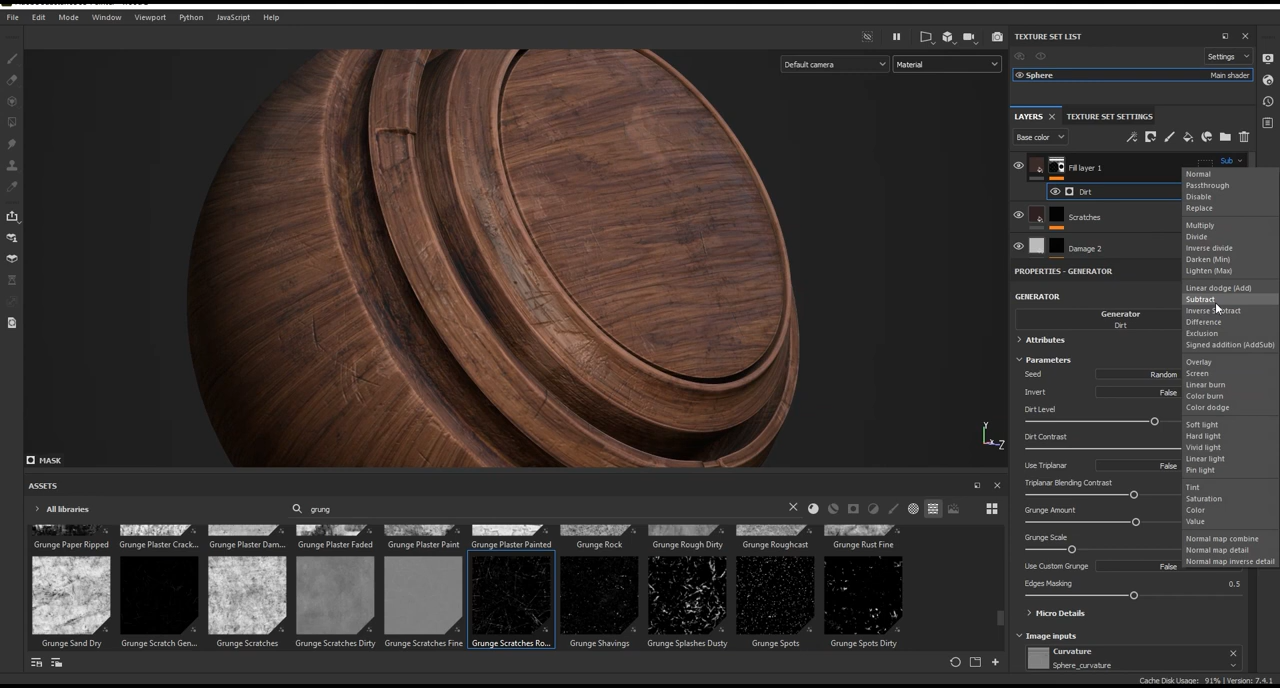 File Edit Mode Window Viewport Python JavaScript Help
Default camera
Material
Y
Z
MASK
TEXTURE SET LIST
Settings
Sphere Main shader
LAYERS TEXTURE SET SETTINGS
Base color
Fill layer 1 Sub
Dirt
Scratches
Damage 2
PROPERTIES - GENERATOR
GENERATOR
Generator
Dirt
Attributes
Parameters
Seed Random
Invert False
Dirt Level
Dirt Contrast
Use Triplanar False
Triplanar Blending Contrast
Grunge Amount
Grunge Scale
Use Custom Grunge False
Edges Masking 0.5
Micro Details
Image inputs
Curvature
Sphere_curvature
Normal
Passthrough
Disable
Replace
Multiply
Divide
Inverse divide
Darken (Min)
Lighten (Max)
Linear dodge (Add)
Subtract
Inverse Subtract
Difference
Exclusion
Signed addition (AddSub)
Overlay
Screen
Linear burn
Color burn
Color dodge
Soft light
Hard light
Vivid light
Linear light
Pin light
Tint
Saturation
Color
Value
Normal map combine
Normal map detail
Normal map inverse detail
ASSETS
All libraries
grung
Grunge Paper Ripped Grunge Plaster Crack... Grunge Plaster Dam... Grunge Plaster Faded Grunge Plaster Paint Grunge Plaster Painted Grunge Rock Grunge Rough Dirty Grunge Roughcast Grunge Rust Fine
Grunge Sand Dry Grunge Scratch Gen... Grunge Scratches Grunge Scratches Dirty Grunge Scratches Fine Grunge Scratches Ro... Grunge Shavings Grunge Splashes Dusty Grunge Spots Grunge Spots Dirty
Cache Disk Usage: 91% | Version: 7.4.1